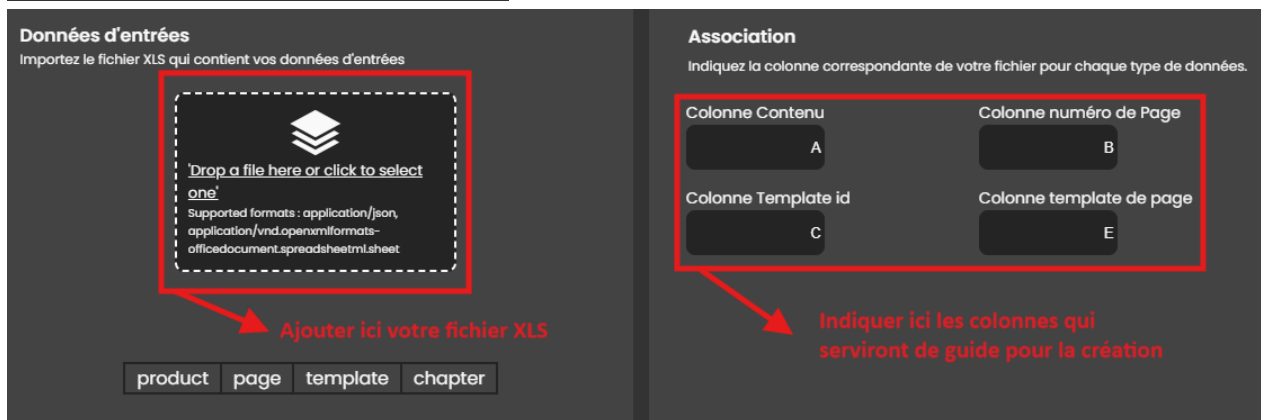 Données d'entrées
Importez le fichier XLS qui contient vos données d'entrées
'Drop a file here or click to select
one'
Supported formats : application/json,
application/vnd.openxmlformats-
officedocument.spreadsheetml.sheet
Ajouter ici votre fichier XLS
product page template chapter
Association
Indiquez la colonne correspondante de votre fichier pour chaque type de données.
Colonne Contenu
A
Colonne numéro de Page
B
Colonne Template id
C
Colonne template de page
E
Indiquer ici les colonnes qui
serviront de guide pour la création